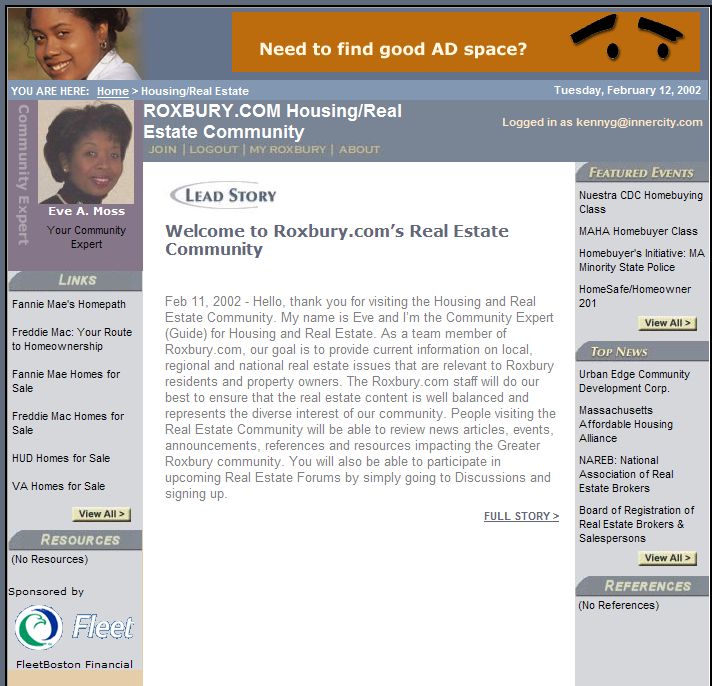 Need to find good AD space?
YOU ARE HERE: Home > Housing/Real Estate
Tuesday, February 12, 2002
Community Expert
Eve A. Moss
Your Community
Expert
ROXBURY.COM Housing/Real
Estate Community
Logged in as kennyg@innercity.com
JOIN | LOGOUT | MY ROXBURY | ABOUT
LINKS
Fannie Mae's Homepath
Freddie Mac: Your Route
to Homeownership
Fannie Mae Homes for
Sale
Freddie Mac Homes for
Sale
HUD Homes for Sale
VA Homes for Sale
View All >
RESOURCES
(No Resources)
Sponsored by
Fleet
FleetBoston Financial
LEAD STORY
Welcome to Roxbury.com's Real Estate
Community
Feb 11, 2002 - Hello, thank you for visiting the Housing and Real
Estate Community. My name is Eve and I'm the Community Expert
(Guide) for Housing and Real Estate. As a team member of
Roxbury.com, our goal is to provide current information on local,
regional and national real estate issues that are relevant to Roxbury
residents and property owners. The Roxbury.com staff will do our
best to ensure that the real estate content is well balanced and
represents the diverse interest of our community. People visiting the
Real Estate Community will be able to review news articles, events,
announcements, references and resources impacting the Greater
Roxbury community. You will also be able to participate in
upcoming Real Estate Forums by simply going to Discussions and
signing up.
FULL STORY >
FEATURED EVENTS
Nuestra CDC Homebuying
Class
MAHA Homebuyer Class
Homebuyer's Initiative: MA
Minority State Police
HomeSafe/Homeowner
201
View All >
TOP NEWS
Urban Edge Community
Development Corp.
Massachusetts
Affordable Housing
Alliance
NAREB: National
Association of Real
Estate Brokers
Board of Registration of
Real Estate Brokers &
Salespersons
View All >
REFERENCES
(No References)